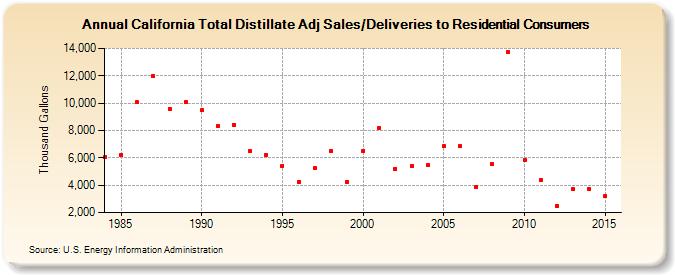 Annual California Total Distillate Adj Sales/Deliveries to Residential Consumers
Thousand Gallons
14,000
12,000
10,000
8,000
6,000
4,000
2,000
1985 1990 1995 2000 2005 2010 2015
Source: U.S. Energy Information Administration